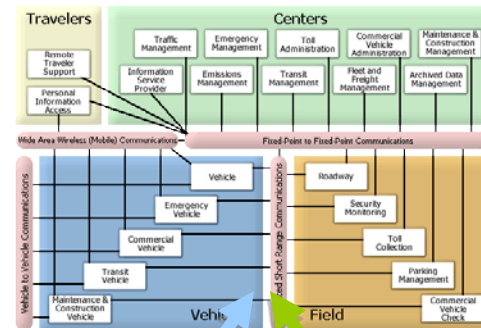 Travelers
Centers
Remote
Traveler
Support
Personal
Information
Access
Traffic
Management
Emergency
Management
Toll
Administration
Commercial
Vehicle
Administration
Maintenance &
Construction
Management
Information
Service
Provider
Emissions
Management
Transit
Management
Fleet and
Freight
Management
Archived Data
Management
Wide Area Wireless (Mobile) Communications
Fixed-Point to Fixed-Point Communications
Vehicle to Vehicle Communications
Vehicle
Emergency
Vehicle
Commercial
Vehicle
Transit
Vehicle
Maintenance &
Construction
Vehicle
Short Range Communications
Roadway
Security
Monitoring
Toll
Collection
Parking
Management
Commercial
Vehicle
Check
Field